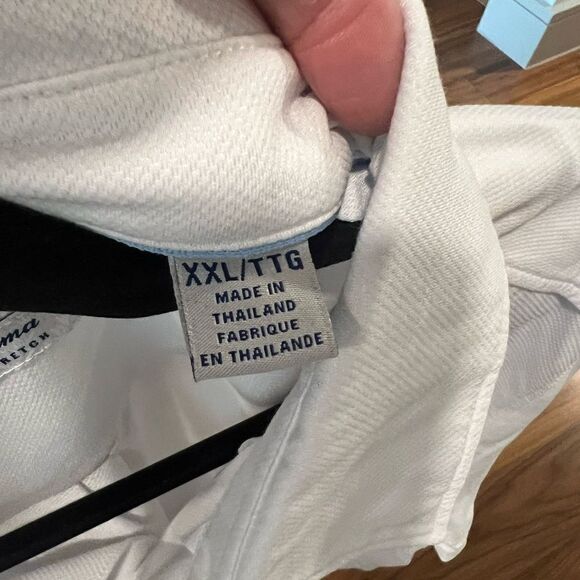 XXL/TTG
MADE IN
THAILAND
FABRIQUE
EN THAILANDE